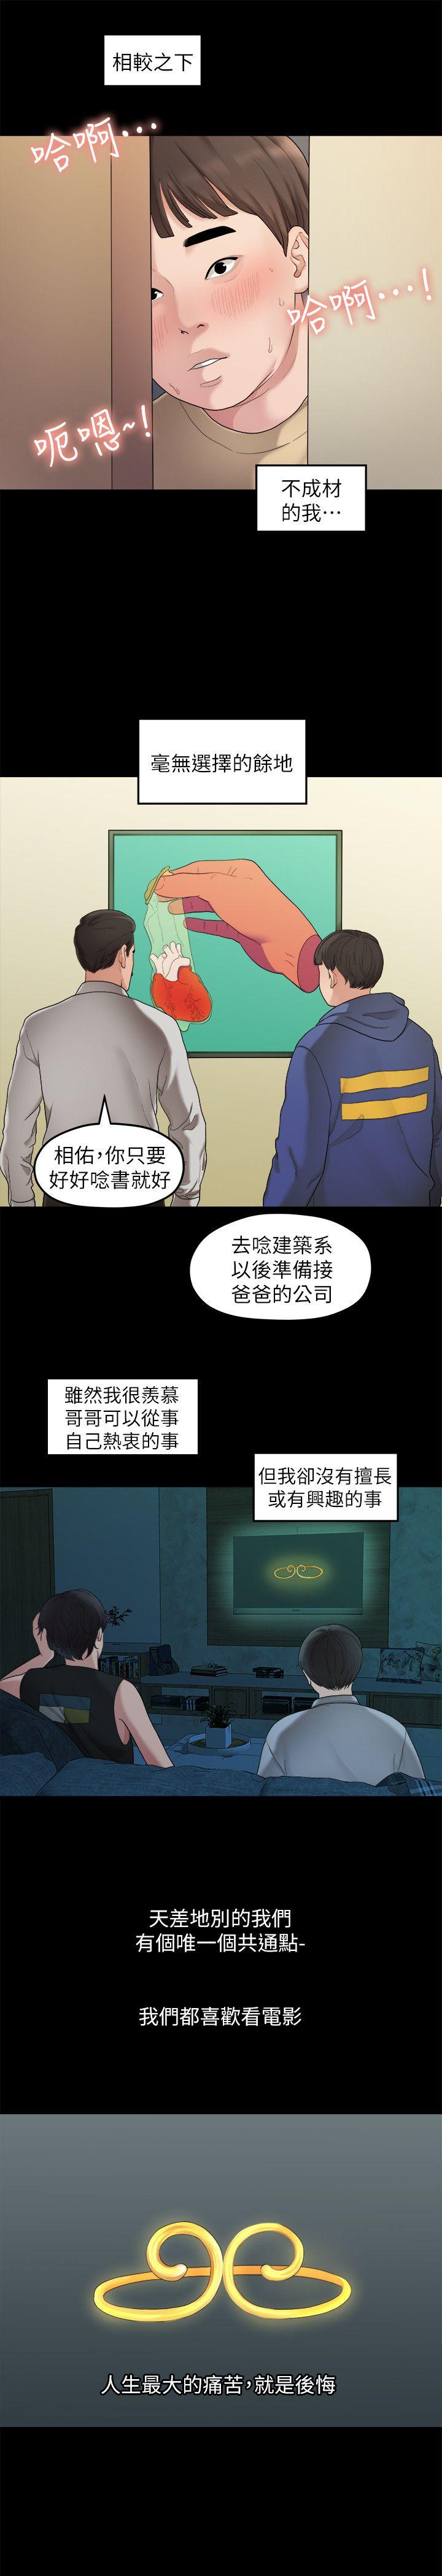 相較之下
哈啊…
哈啊…!
呃嗯~!
不成材
的我…
毫無選擇的餘地
相佑,你只要
好好唸書就好
去唸建築系
以後準備接
爸爸的公司
雖然我很羨慕
哥哥可以從事
自己熱衷的事
但我卻沒有擅長
或有興趣的事
天差地別的我們
有個唯一個共通點-
我們都喜歡看電影
人生最大的痛苦,就是後悔